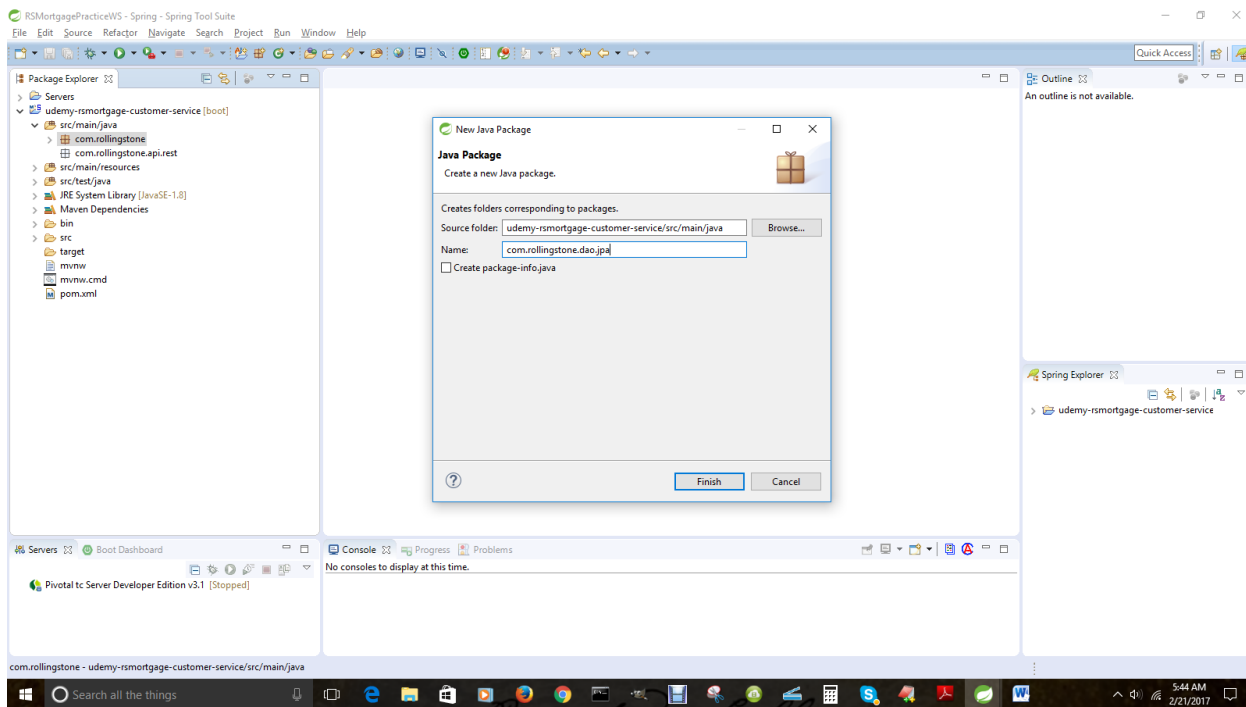 RSMortgagePracticeWS - Spring - Spring Tool Suite
File Edit Source Refactor Navigate Search Project Run Window Help
Quick Access
Package Explorer
Servers
udemy-rsmortgage-customer-service [boot]
src/main/java
com.rollingstone
com.rollingstone.api.rest
src/main/resources
src/test/java
JRE System Library [JavaSE-1.8]
Maven Dependencies
bin
src
target
mvnw
mvnw.cmd
pom.xml
New Java Package
Java Package
Create a new Java package.
Creates folders corresponding to packages.
Source folder: udemy-rsmortgage-customer-service/src/main/java Browse...
Name: com.rollingstone.dao.jpa
Create package-info.java
Finish Cancel
Outline
An outline is not available.
Spring Explorer
udemy-rsmortgage-customer-service
Servers Boot Dashboard
Pivotal tc Server Developer Edition v3.1 [Stopped]
Console Progress Problems
No consoles to display at this time.
com.rollingstone - udemy-rsmortgage-customer-service/src/main/java
Search all the things
5:44 AM
2/21/2017